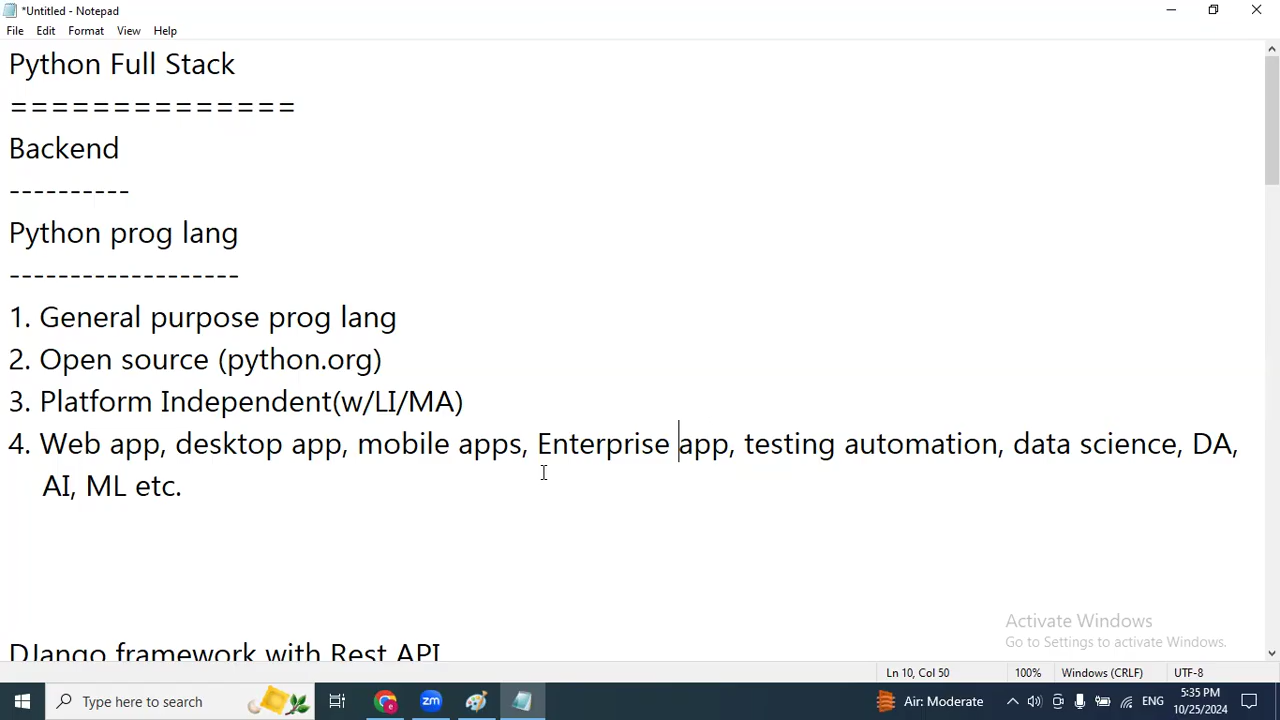 *Untitled - Notepad
File Edit Format View Help
Python Full Stack
==============
Backend
----------
Python prog lang
-------------------
1. General purpose prog lang
2. Open source (python.org)
3. Platform Independent(w/LI/MA)
4. Web app, desktop app, mobile apps, Enterprise app, testing automation, data science, DA,
AI, ML etc.
DJango framework with Rest API
Activate Windows
Go to Settings to activate Windows.
Ln 10, Col 50 100% Windows (CRLF) UTF-8
Type here to search
Air: Moderate
ENG
5:35 PM
10/25/2024